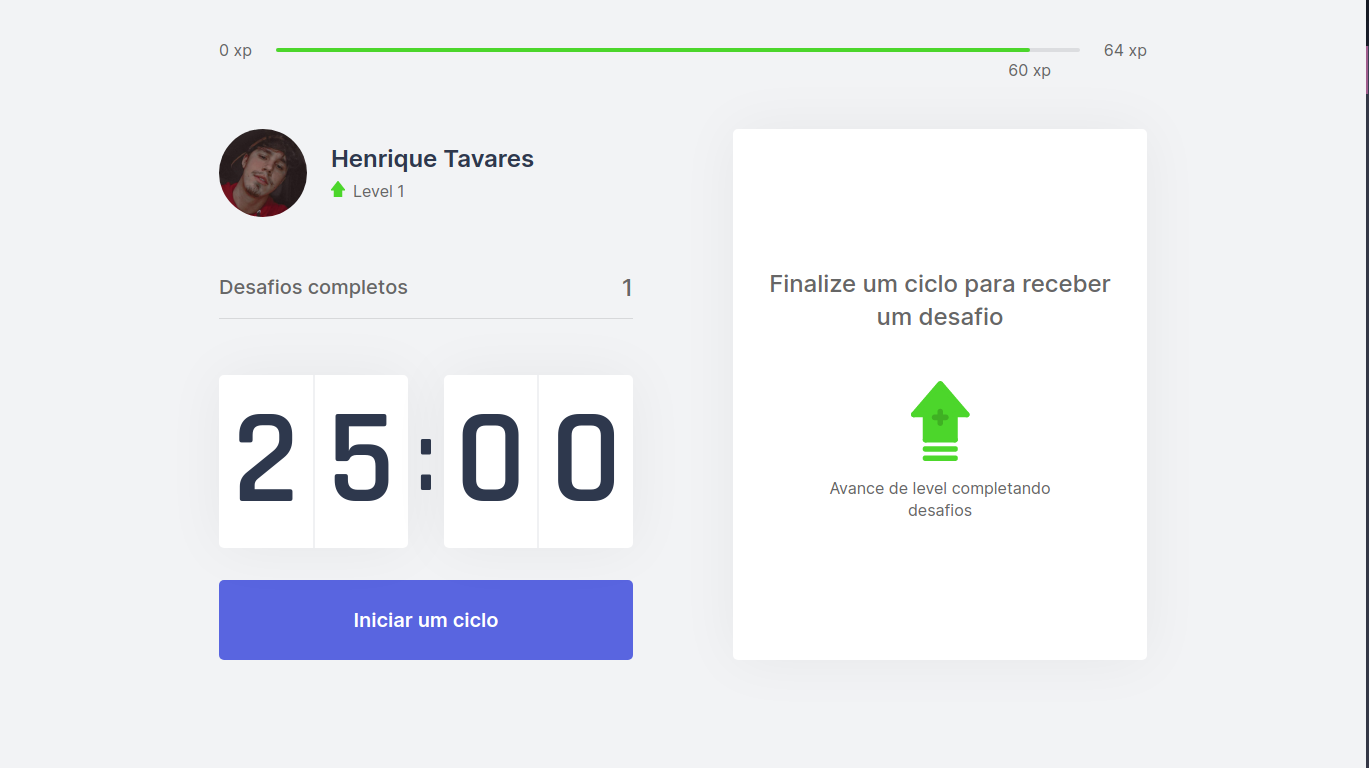 0 xp
64 xp
60 xp
Henrique Tavares
Level 1
Desafios completos 1
25:00
Iniciar um ciclo
Finalize um ciclo para receber
um desafio
Avance de level completando
desafios